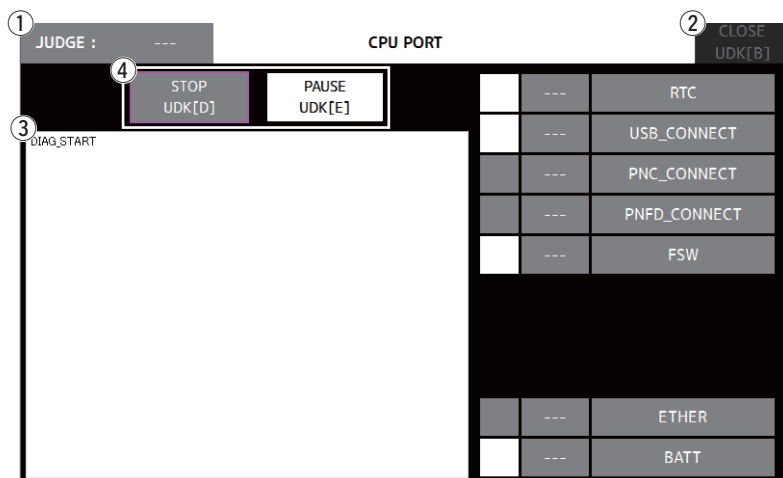 1
JUDGE : ---
CPU PORT
2
CLOSE
UDK[B]
4
STOP
UDK[D]
PAUSE
UDK[E]
3
DIAG_START
--- RTC
--- USB_CONNECT
--- PNC_CONNECT
--- PNFD_CONNECT
--- FSW
--- ETHER
--- BATT